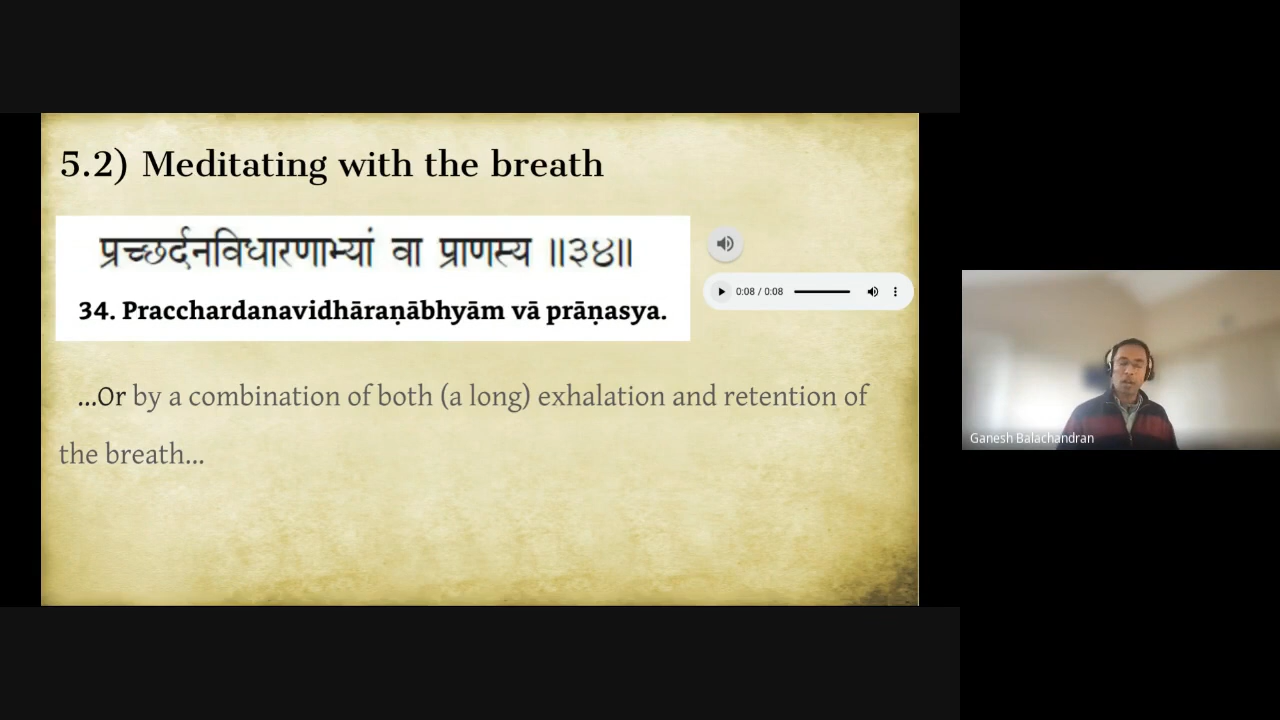 5.2) Meditating with the breath
प्रच्छर्दनविधारणाभ्यां वा प्राणस्य ॥३४॥
34. Pracchardanavidhāraṇābhyām vā prāṇasya.
0:08 / 0:08
...Or by a combination of both (a long) exhalation and retention of
the breath...
Ganesh Balachandran